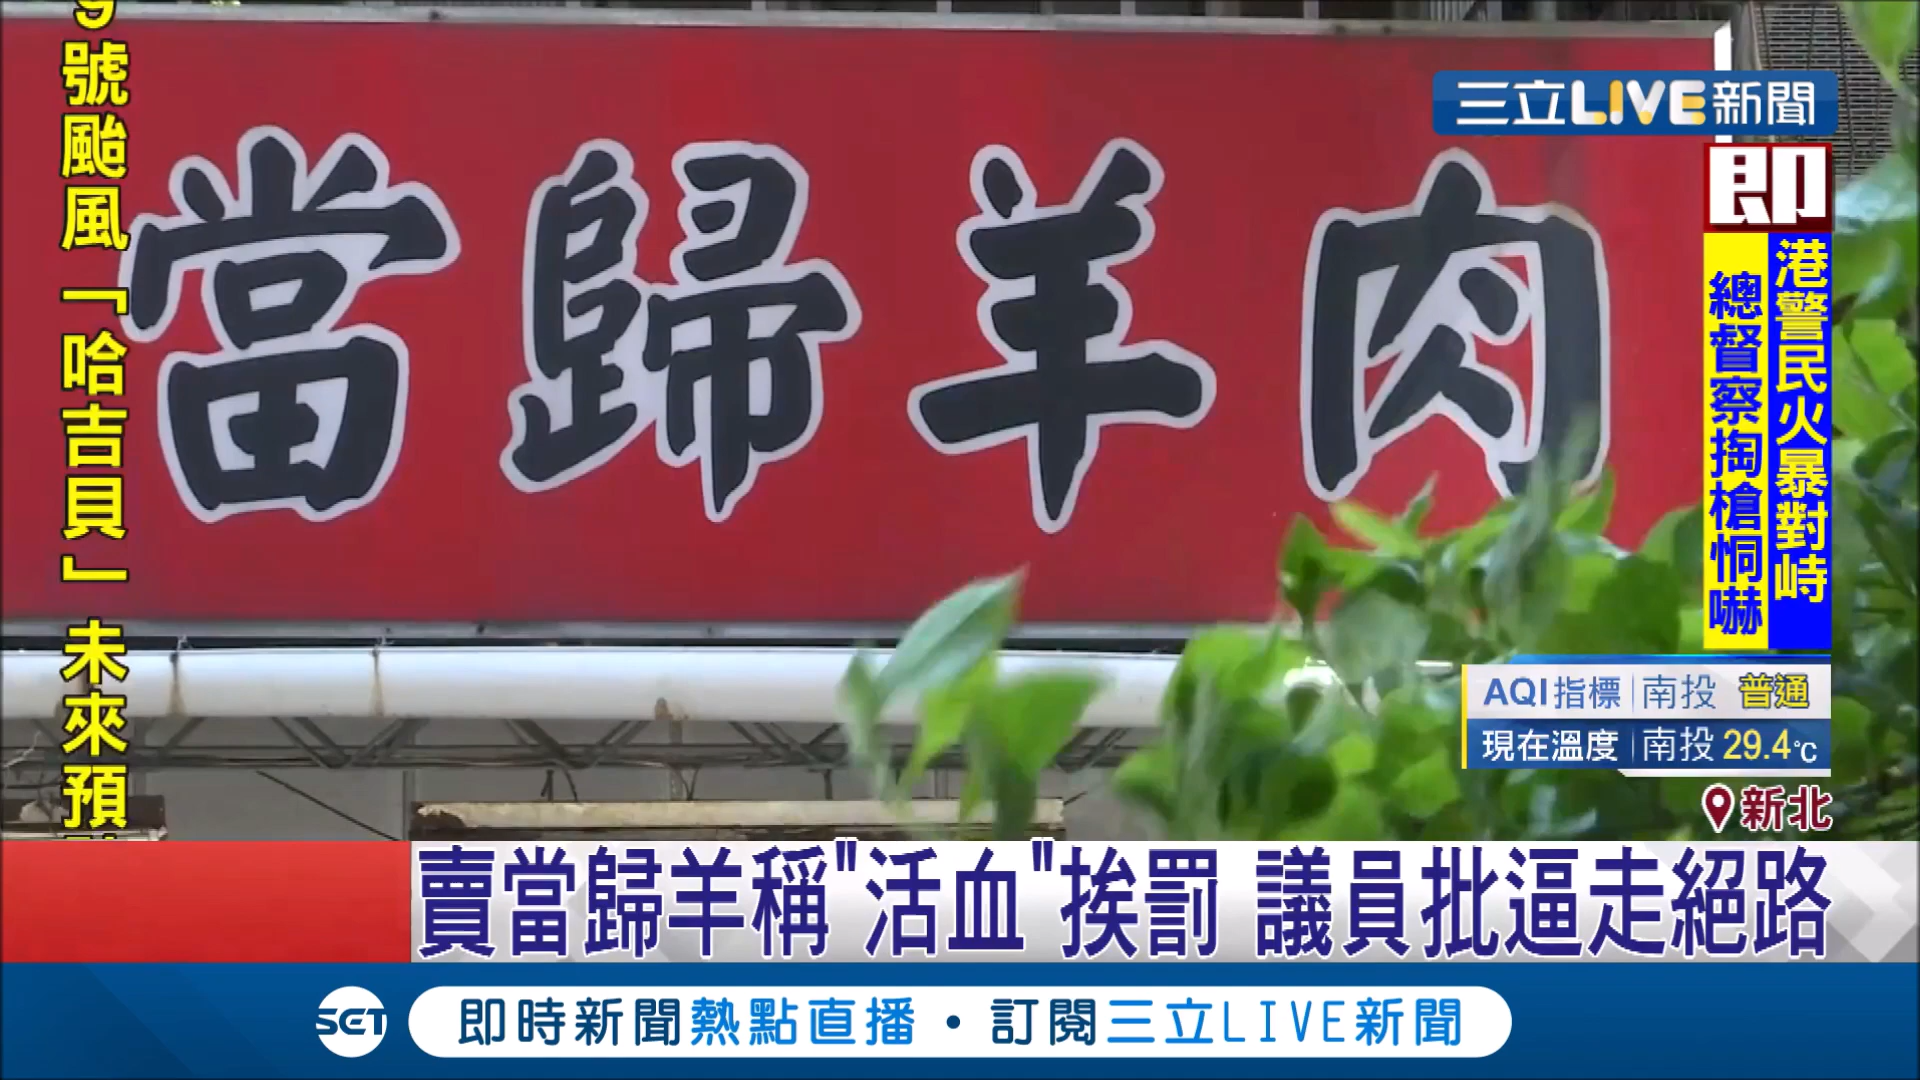 9號颱風「哈吉貝」未來預
當歸羊肉
三立LIVE新聞
即
港警民火暴對峙
總督察掏槍恫嚇
AQI指標 南投 普通
現在溫度 南投 29.4℃
新北
賣當歸羊稱"活血"挨罰 議員批逼走絕路
SET 即時新聞熱點直播・訂閱三立LIVE新聞